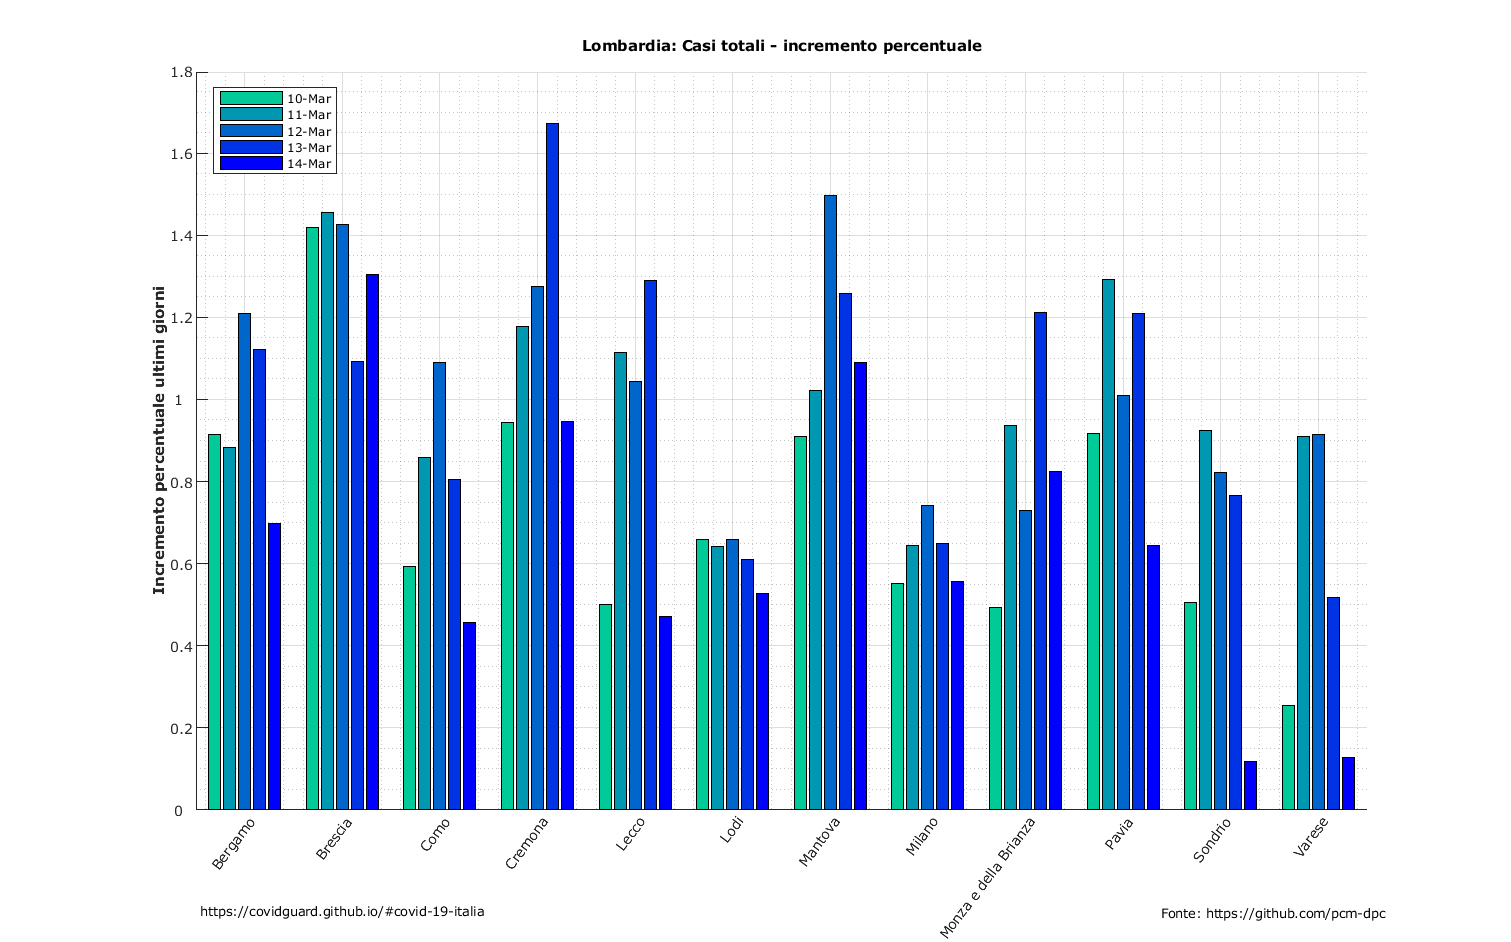 Lombardia: Casi totali - incremento percentuale
1.8
1.6
1.4
1.2
1
0.8
0.6
0.4
0.2
0
Incremento percentuale ultimi giorni
10-Mar
11-Mar
12-Mar
13-Mar
14-Mar
Bergamo
Brescia
Como
Cremona
Lecco
Lodi
Mantova
Milano
Monza e della Brianza
Pavia
Sondrio
Varese
https://covidguard.github.io/#covid-19-italia
Fonte: https://github.com/pcm-dpc